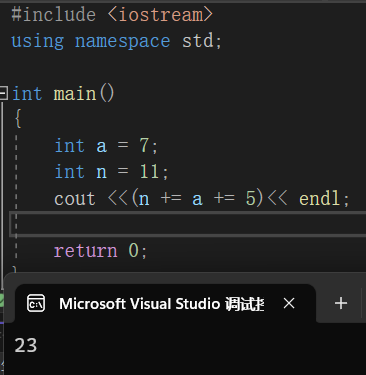 #include <iostream>
using namespace std;
int main()
{
int a = 7;
int n = 11;
cout <<(n += a += 5)<< endl;
return 0;
Microsoft Visual Studio 调试
23